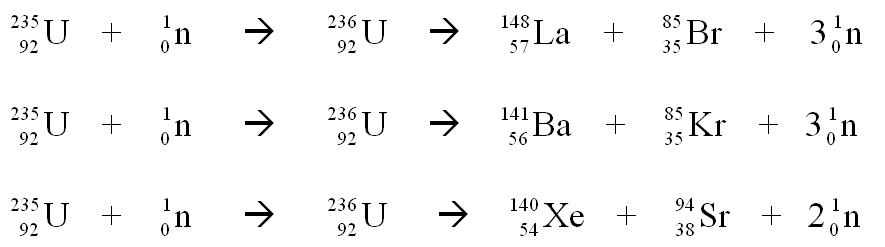 ²³⁵₉₂U + ¹₀n → ²³⁶₉₂U → ¹⁴⁸₅₇La + ⁸⁵₃₅Br + 3¹₀n
²³⁵₉₂U + ¹₀n → ²³⁶₉₂U → ¹⁴¹₅₆Ba + ⁸⁵₃₅Kr + 3¹₀n
²³⁵₉₂U + ¹₀n → ²³⁶₉₂U → ¹⁴⁰₅₄Xe + ⁹⁴₃₈Sr + 2¹₀n